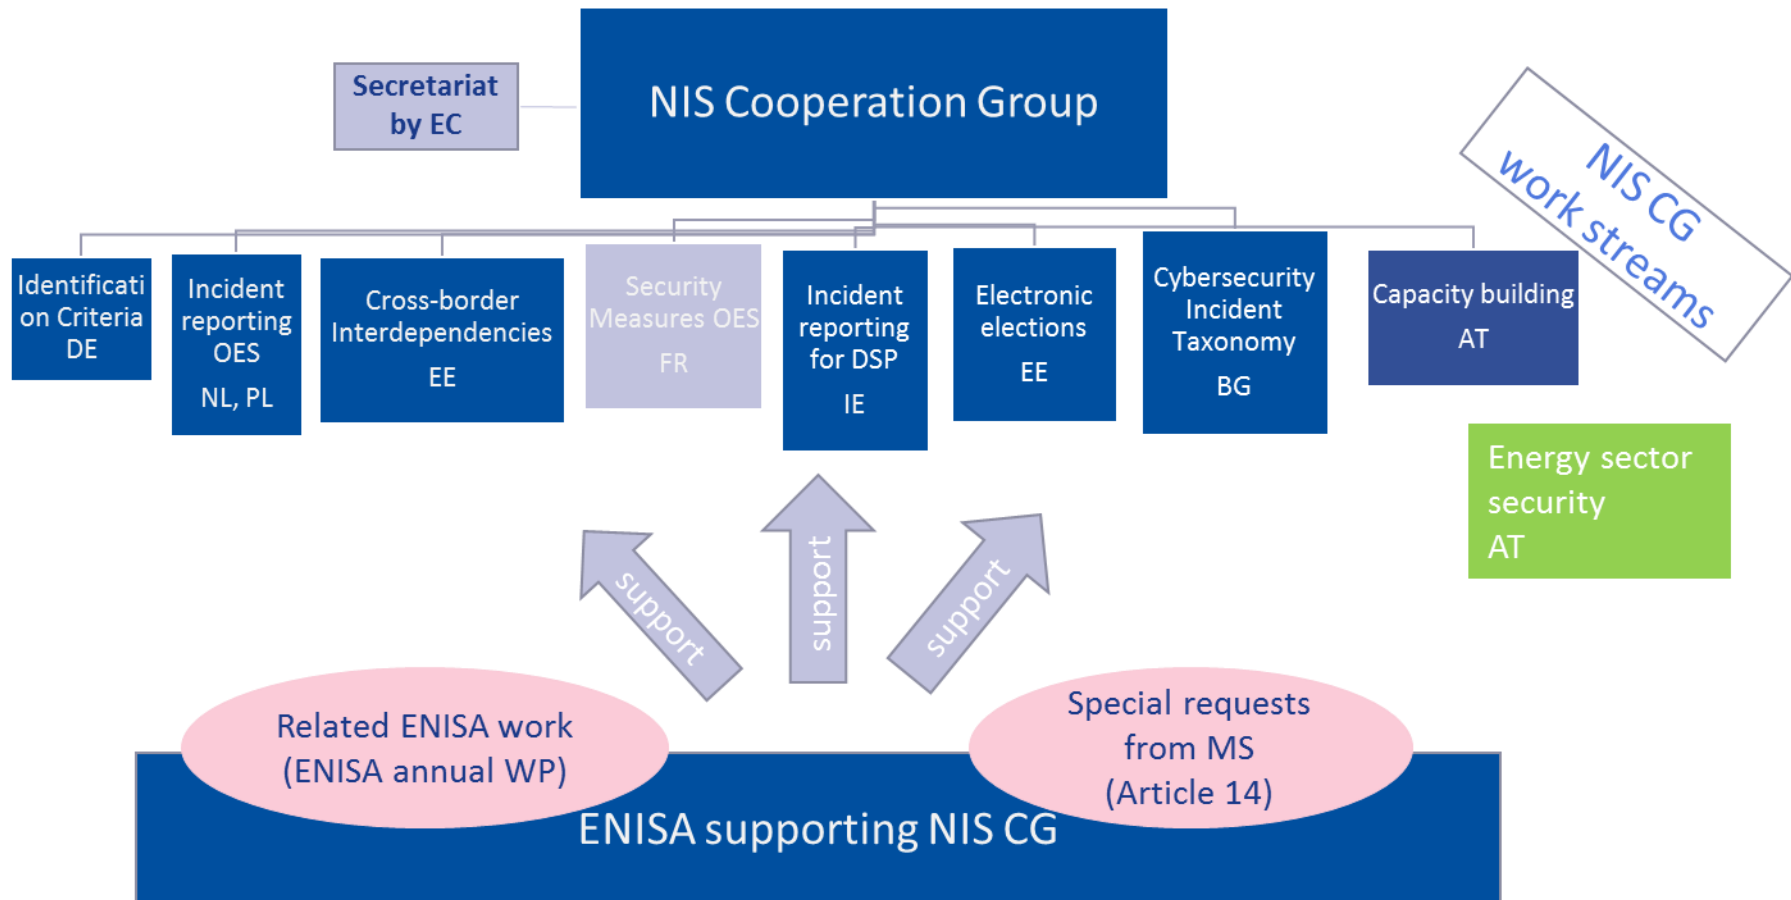 NIS Cooperation Group
Secretariat
by EC
NIS CG
work streams
Identificati
on Criteria
DE
Incident
reporting
OES
NL, PL
Cross-border
Interdependencies
EE
Security
Measures OES
FR
Incident
reporting
for DSP
IE
Electronic
elections
EE
Cybersecurity
Incident
Taxonomy
BG
Capacity building
AT
Energy sector
security
AT
support
support
support
Related ENISA work
(ENISA annual WP)
Special requests
from MS
(Article 14)
ENISA supporting NIS CG